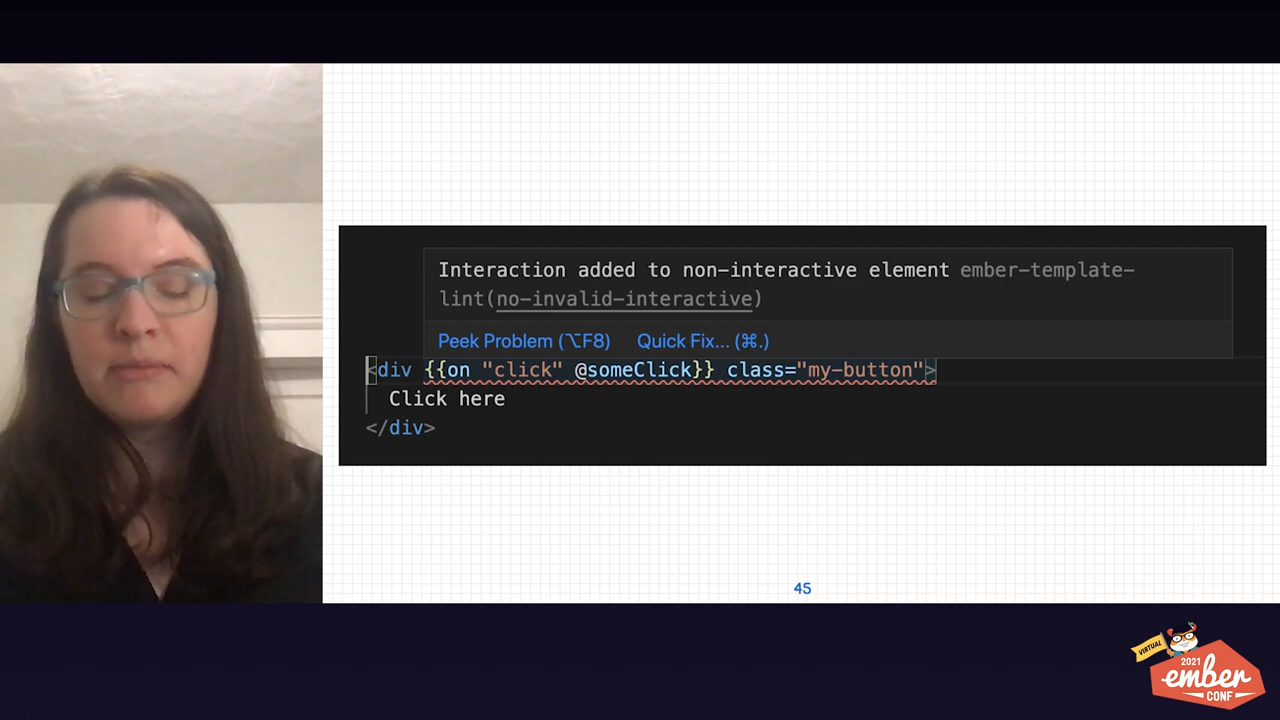 Interaction added to non-interactive element ember-template-
lint(no-invalid-interactive)
Peek Problem (⌥F8) Quick Fix... (⌘.)
<div {{on "click" @someClick}} class="my-button">
Click here
</div>
45
VIRTUAL
2021
ember
CONF